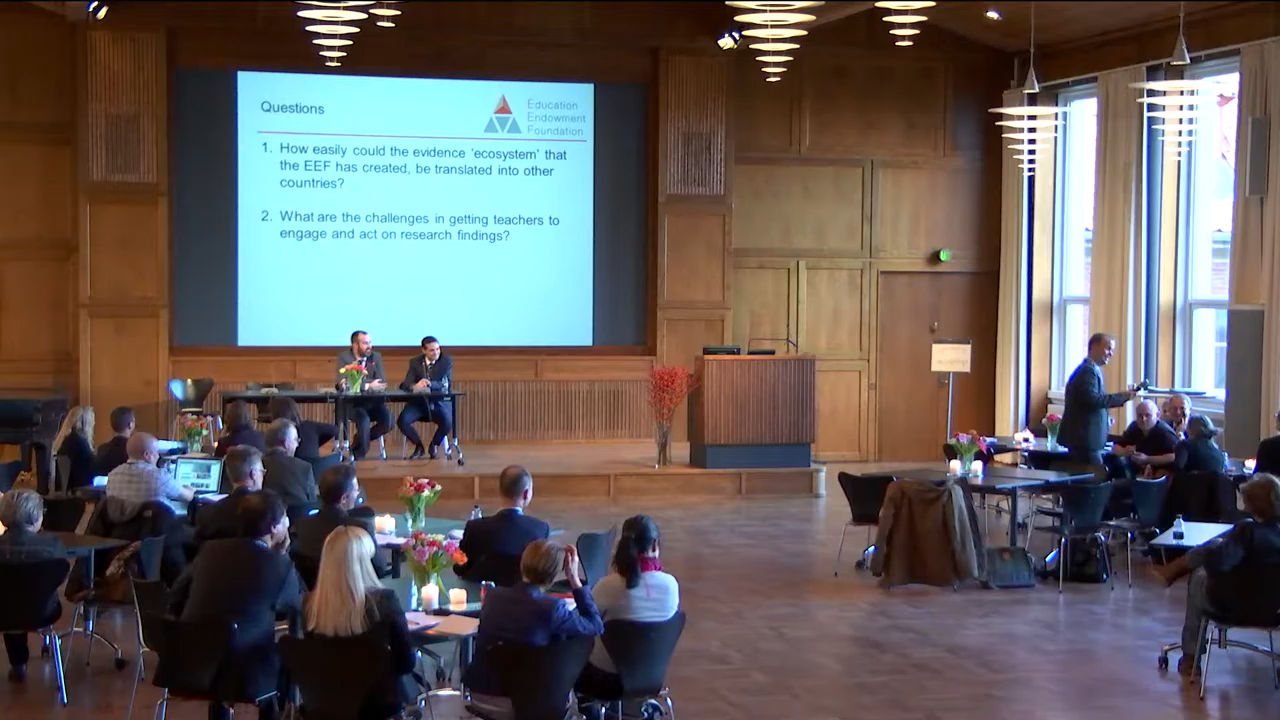 Questions
Education
Endowment
Foundation
1. How easily could the evidence 'ecosystem' that
the EEF has created, be translated into other
countries?
2. What are the challenges in getting teachers to
engage and act on research findings?